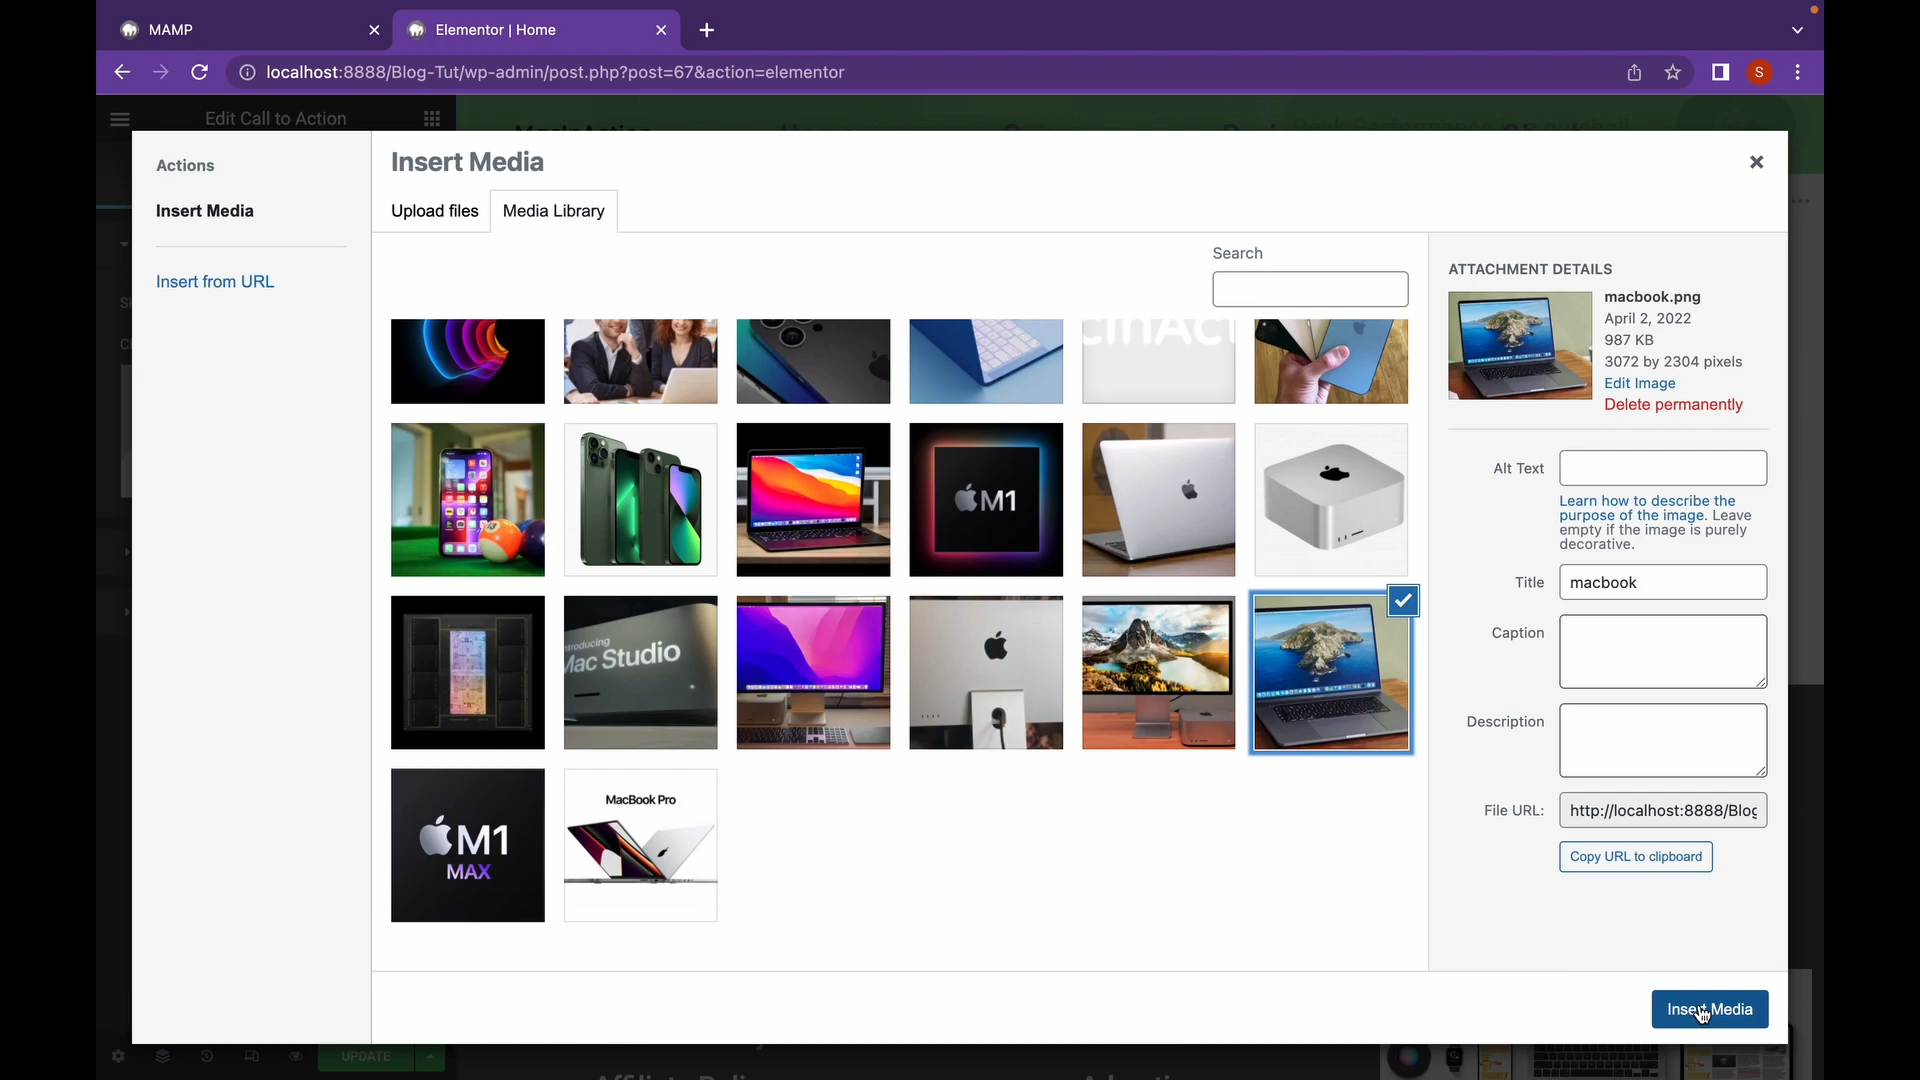 MAMP
Elementor | Home
localhost:8888/Blog-Tut/wp-admin/post.php?post=67&action=elementor
S
Edit Call to Action
Actions
Insert Media
Insert from URL
Insert Media
Upload files
Media Library
Search
M1
Mac Studio
M1
MAX
MacBook Pro
ATTACHMENT DETAILS
macbook.png
April 2, 2022
987 KB
3072 by 2304 pixels
Edit Image
Delete permanently
Alt Text
Learn how to describe the
purpose of the image. Leave
empty if the image is purely
decorative.
Title
macbook
Caption
Description
File URL:
http://localhost:8888/Blog
Copy URL to clipboard
Insert Media
UPDATE